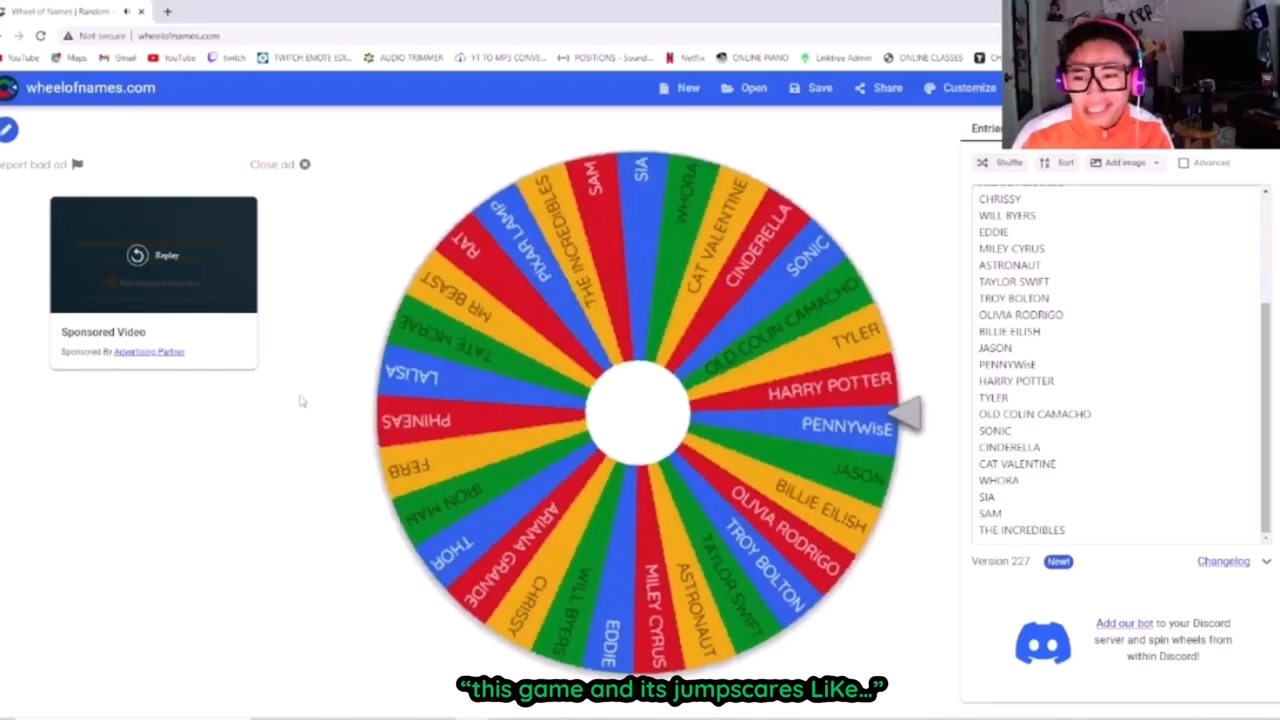 Wheel of Names | Random
Not secure | wheelofnames.com
YouTube Maps Gmail YouTube twitch TWITCH EMOTE EDI... AUDIO TRIMMER YT TO MP3 CONVE... POSITIONS - Sound... Netflix ONLINE PIANO Linktree Admin ONLINE CLASSES
wheelofnames.com New Open Save Share Customize
eport bad ad Close ad
Replay
Sponsored Video
Sponsored By Advertising Partner
SIA
WHORA
CAT VALENTINE
CINDERELLA
SONIC
OLD COLIN CAMACHO
TYLER
HARRY POTTER
PENNYWisE
JASON
BILLIE EILISH
OLIVIA RODRIGO
TROY BOLTON
TAYLOR SWIFT
ASTRONAUT
MILEY CYRUS
EDDIE
WILL BYERS
CHRISSY
ARIANA GRANDE
THOR
IRON MAN
FERB
PHINEAS
LALISA
TATE MCRAE
MR BEAST
RAT
PIXAR LAMP
THE INCREDIBLES
SAM
Entrie
Shuffle Sort Add image Advanced
CHRISSY
WILL BYERS
EDDIE
MILEY CYRUS
ASTRONAUT
TAYLOR SWIFT
TROY BOLTON
OLIVIA RODRIGO
BILLIE EILISH
JASON
PENNYWisE
HARRY POTTER
TYLER
OLD COLIN CAMACHO
SONIC
CINDERELLA
CAT VALENTINE
WHORA
SIA
SAM
THE INCREDIBLES
Version 227 New! Changelog
Add our bot to your Discord
server and spin wheels from
within Discord!
“this game and its jumpscares LiKe...”